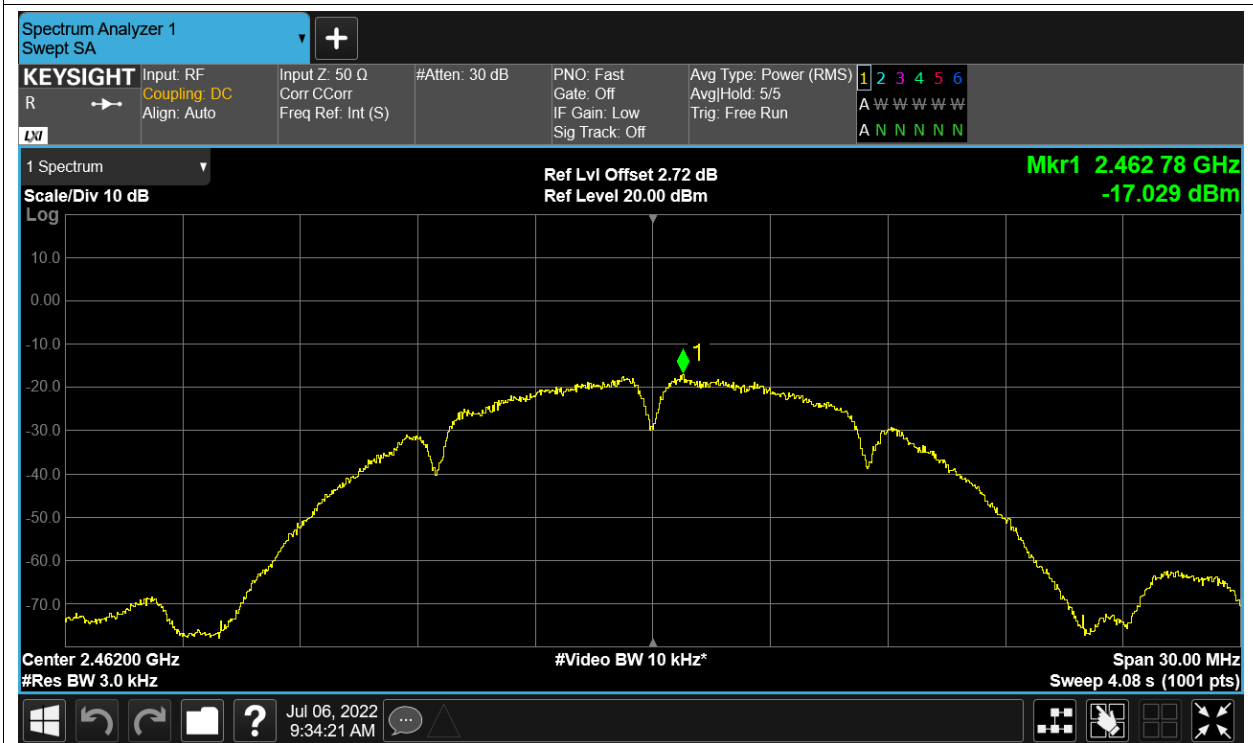 Spectrum Analyzer 1
Swept SA
KEYSIGHT
R
LXI
Input: RF
Coupling: DC
Align: Auto
Input Z: 50 Ω
Corr CCorr
Freq Ref: Int (S)
#Atten: 30 dB
PNO: Fast
Gate: Off
IF Gain: Low
Sig Track: Off
Avg Type: Power (RMS)
Avg|Hold: 5/5
Trig: Free Run
1 2 3 4 5 6
A W W W W W
A N N N N N
1 Spectrum
Scale/Div 10 dB
Log
Ref Lvl Offset 2.72 dB
Ref Level 20.00 dBm
Mkr1 2.462 78 GHz
-17.029 dBm
10.0
0.00
-10.0
1
-20.0
-30.0
-40.0
-50.0
-60.0
-70.0
Center 2.46200 GHz
#Res BW 3.0 kHz
#Video BW 10 kHz*
Span 30.00 MHz
Sweep 4.08 s (1001 pts)
?
Jul 06, 2022
9:34:21 AM